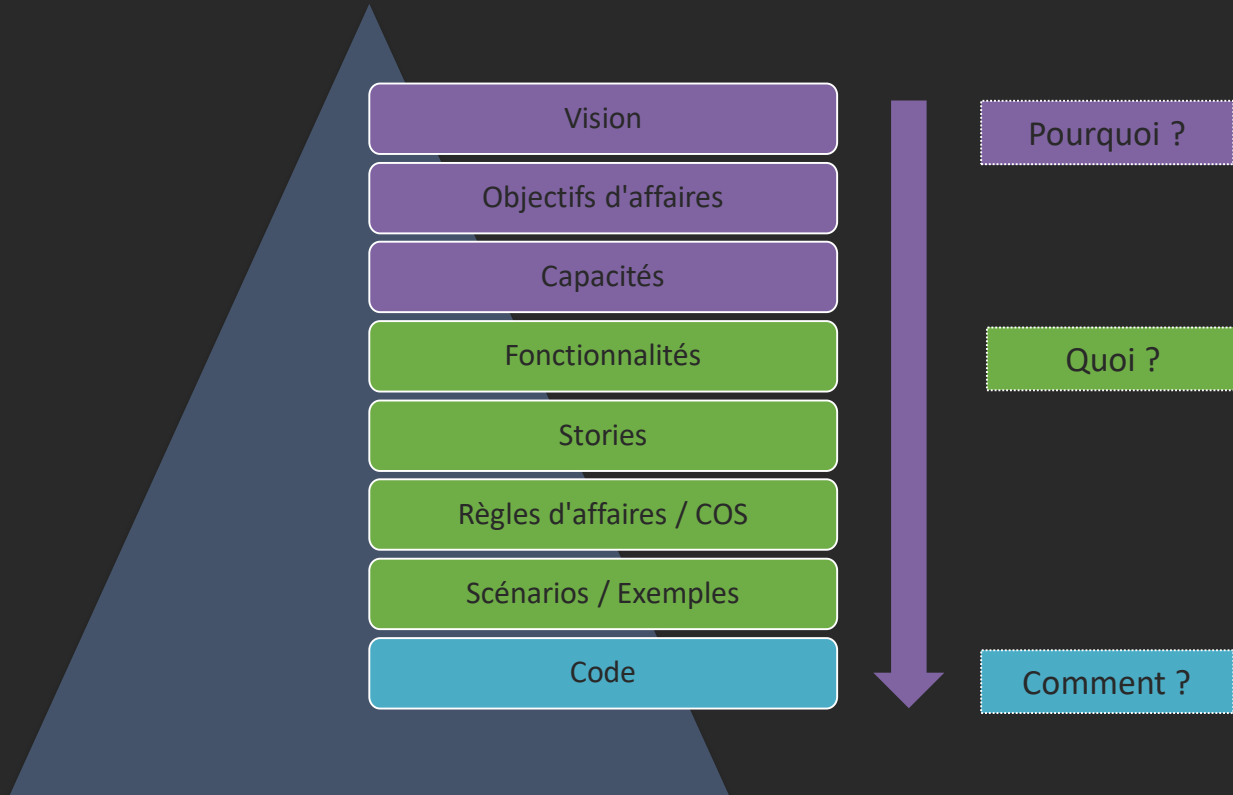 Vision
Pourquoi ?
Objectifs d'affaires
Capacités
Fonctionnalités
Quoi ?
Stories
Règles d'affaires / COS
Scénarios / Exemples
Code
Comment ?